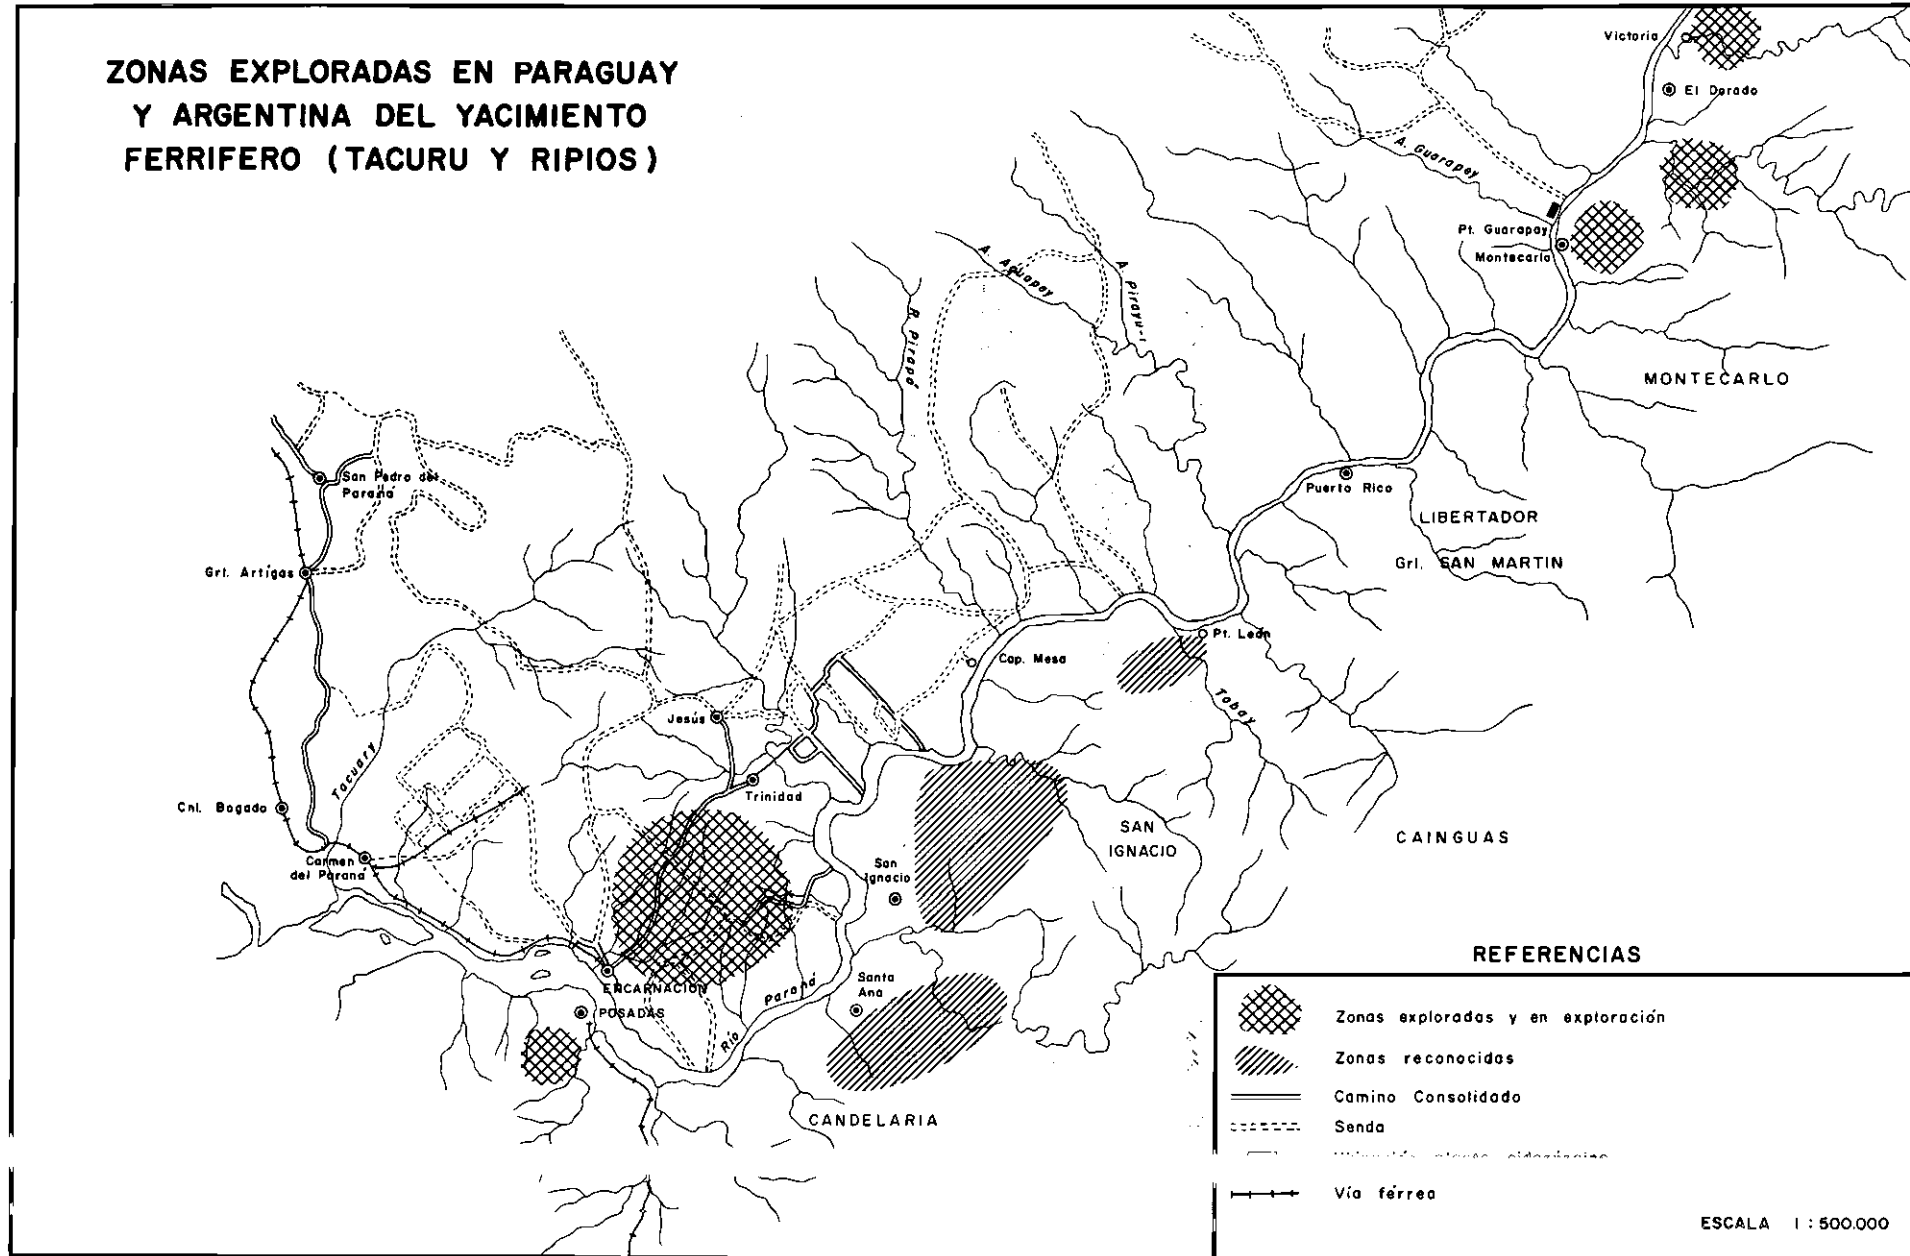 ZONAS EXPLORADAS EN PARAGUAY
Y ARGENTINA DEL YACIMIENTO
FERRIFERO (TACURU Y RIPIOS)
Victoria
El Dorado
A. Guarapay
Pt. Guarapay
Montecarlo
A. Aguapey
A. Pirayu-i
R. Pirapó
MONTECARLO
San Pedro del
Paraná
Puerto Rico
LIBERTADOR
Grl. SAN MARTIN
Grl. Artigas
Pt. León
Cap. Mesa
Tabay
Jesús
Tacuary
Trinidad
Cnl. Bogado
SAN
IGNACIO
CAINGUAS
Carmen
del Paraná
San
Ignacio
ENCARNACION
Santa
Ana
Río Paraná
POSADAS
CANDELARIA
REFERENCIAS
Zonas exploradas y en exploración
Zonas reconocidas
Camino Consolidado
Senda
Vía férrea
ESCALA 1:500.000